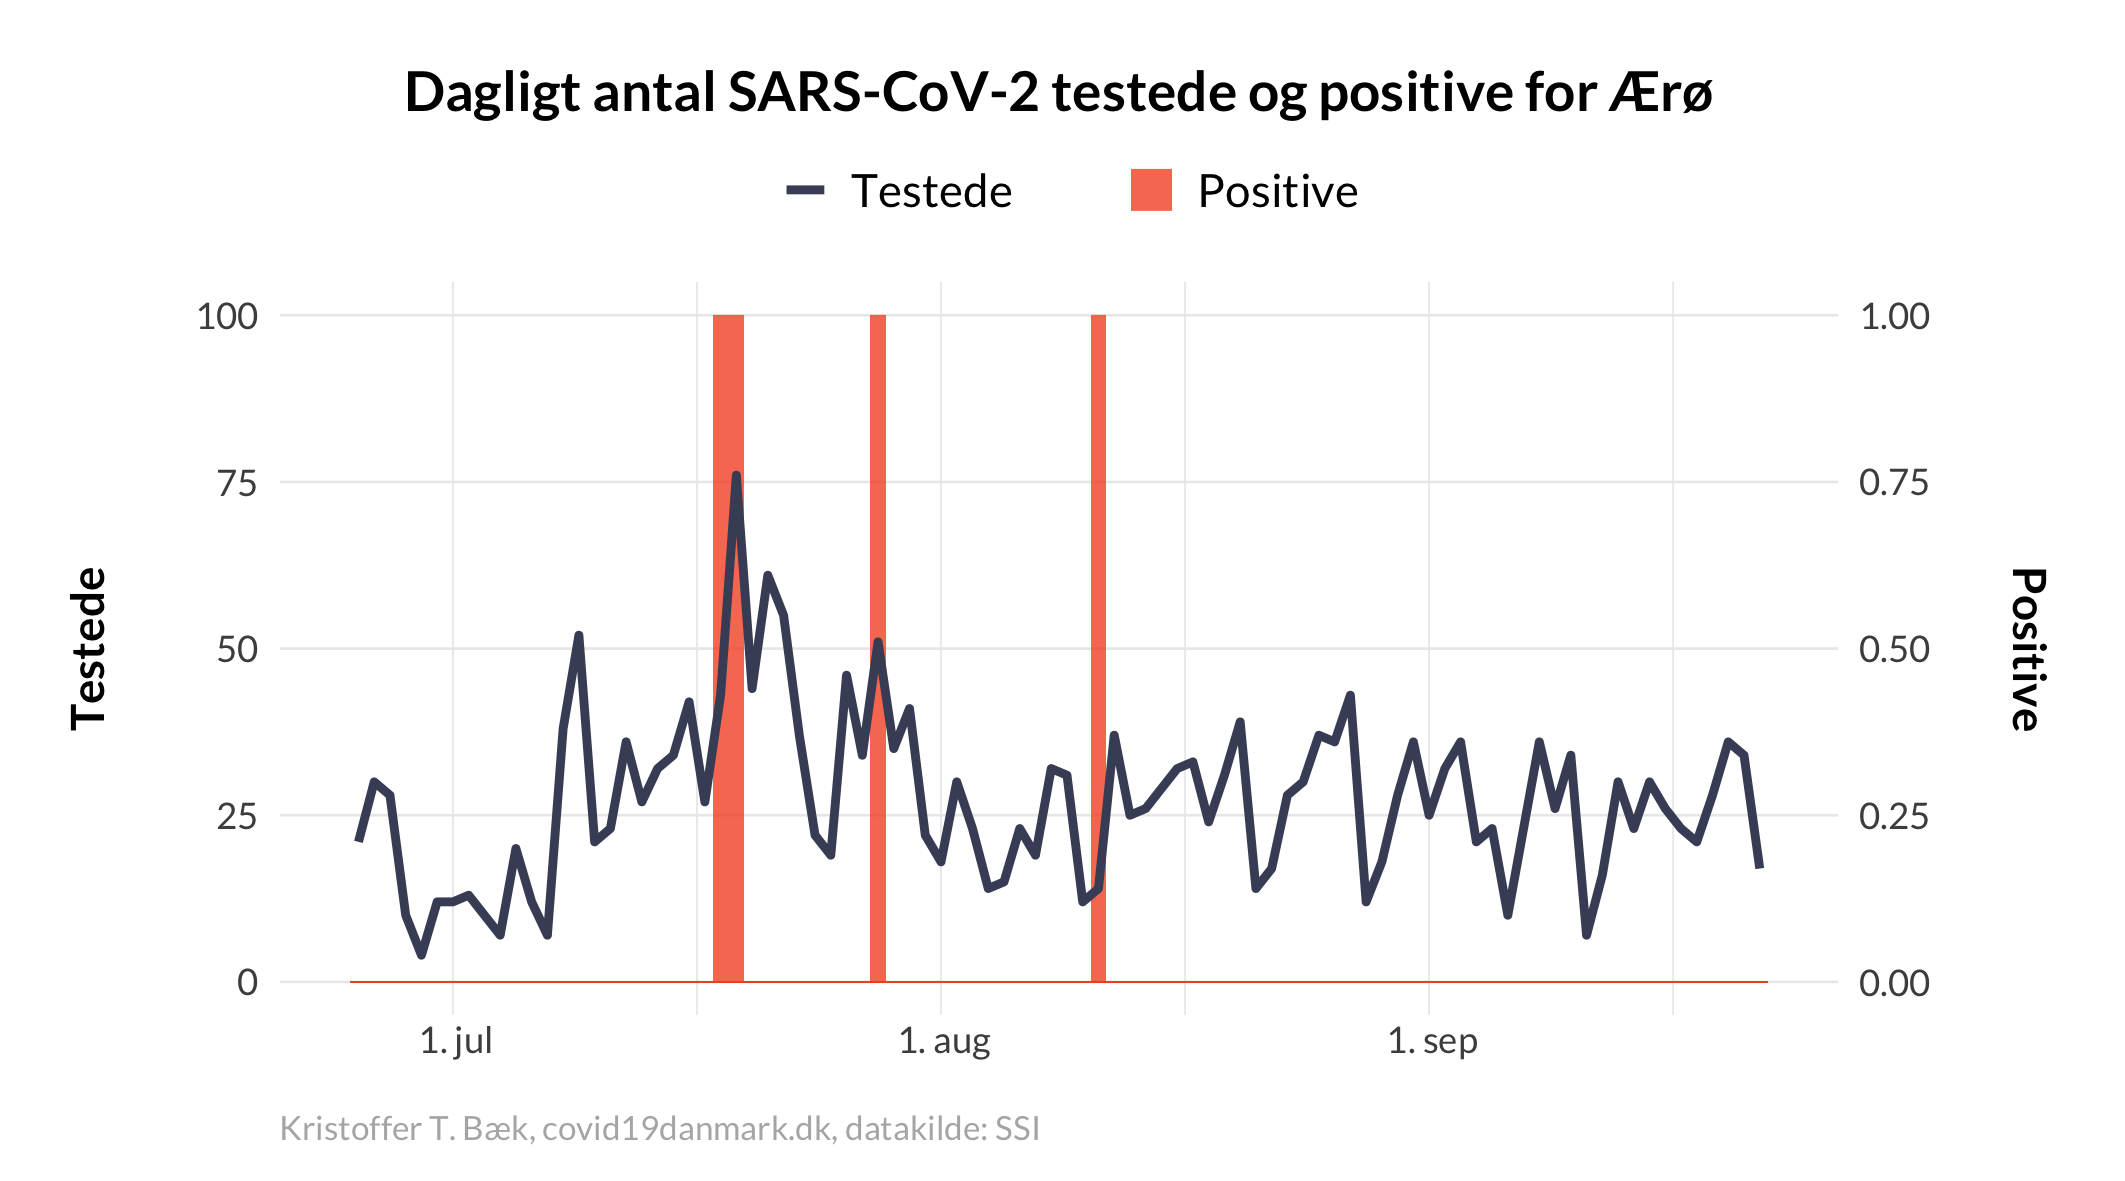 Dagligt antal SARS-CoV-2 testede og positive for Ærø
Testede
Positive
100
75
50
25
0
1.00
0.75
0.50
0.25
0.00
Testede
Positive
1. jul
1. aug
1. sep
Kristoffer T. Bæk, covid19danmark.dk, datakilde: SSI